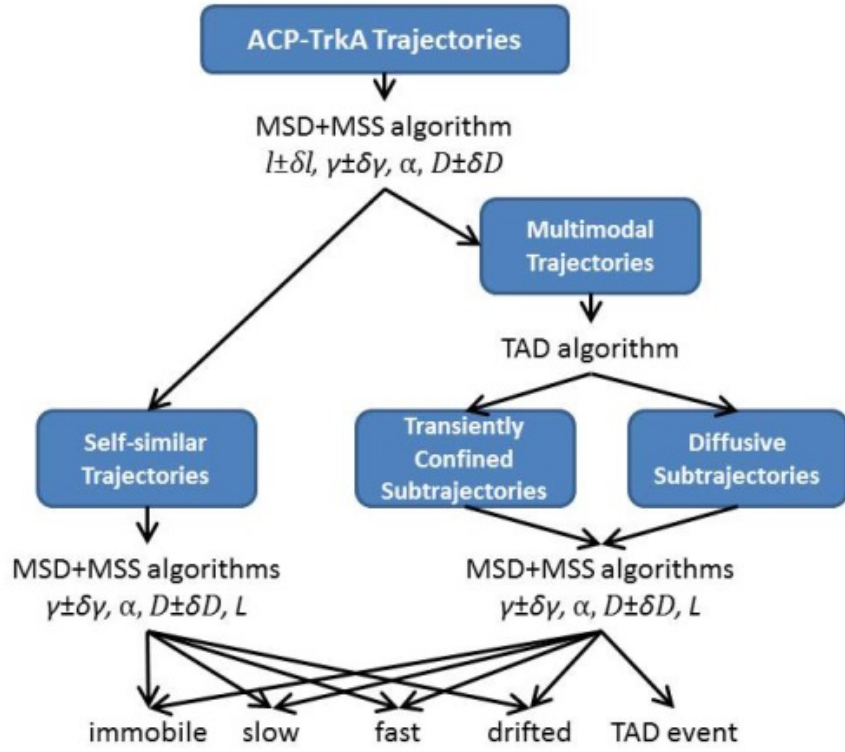 ACP-TrkA Trajectories
MSD+MSS algorithm
l±δl, γ±δγ, α, D±δD
Multimodal
Trajectories
TAD algorithm
Self-similar
Trajectories
Transiently
Confined
Subtrajectories
Diffusive
Subtrajectories
MSD+MSS algorithms
γ±δγ, α, D±δD, L
MSD+MSS algorithms
γ±δγ, α, D±δD, L
immobile slow fast drifted TAD event